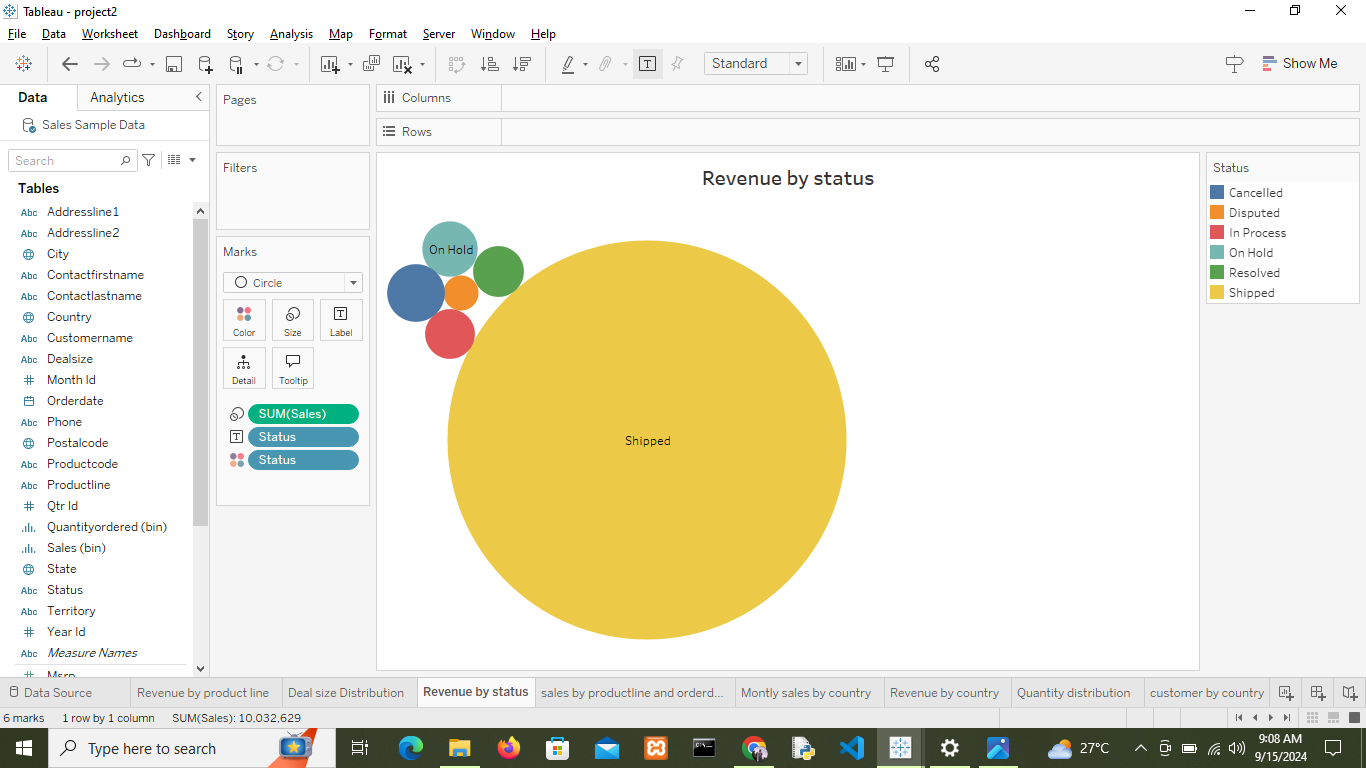 Tableau - project2
File Data Worksheet Dashboard Story Analysis Map Format Server Window Help
Standard
Show Me
Data Analytics
Sales Sample Data
Search
Tables
Abc Addressline1
Abc Addressline2
City
Abc Contactfirstname
Abc Contactlastname
Country
Abc Customername
Abc Dealsize
Month Id
Orderdate
Abc Phone
Postalcode
Abc Productcode
Abc Productline
Qtr Id
Quantityordered (bin)
Sales (bin)
State
Abc Status
Abc Territory
Year Id
Abc Measure Names
Msrp
Pages
Filters
Marks
Circle
Color Size Label
Detail Tooltip
SUM(Sales)
Status
Status
Columns
Rows
Revenue by status
On Hold
Shipped
Status
Cancelled
Disputed
In Process
On Hold
Resolved
Shipped
Data Source Revenue by product line Deal size Distribution Revenue by status sales by productline and orderd... Montly sales by country Revenue by country Quantity distribution customer by country
6 marks 1 row by 1 column SUM(Sales): 10,032,629
Type here to search
27°C
9:08 AM
9/15/2024